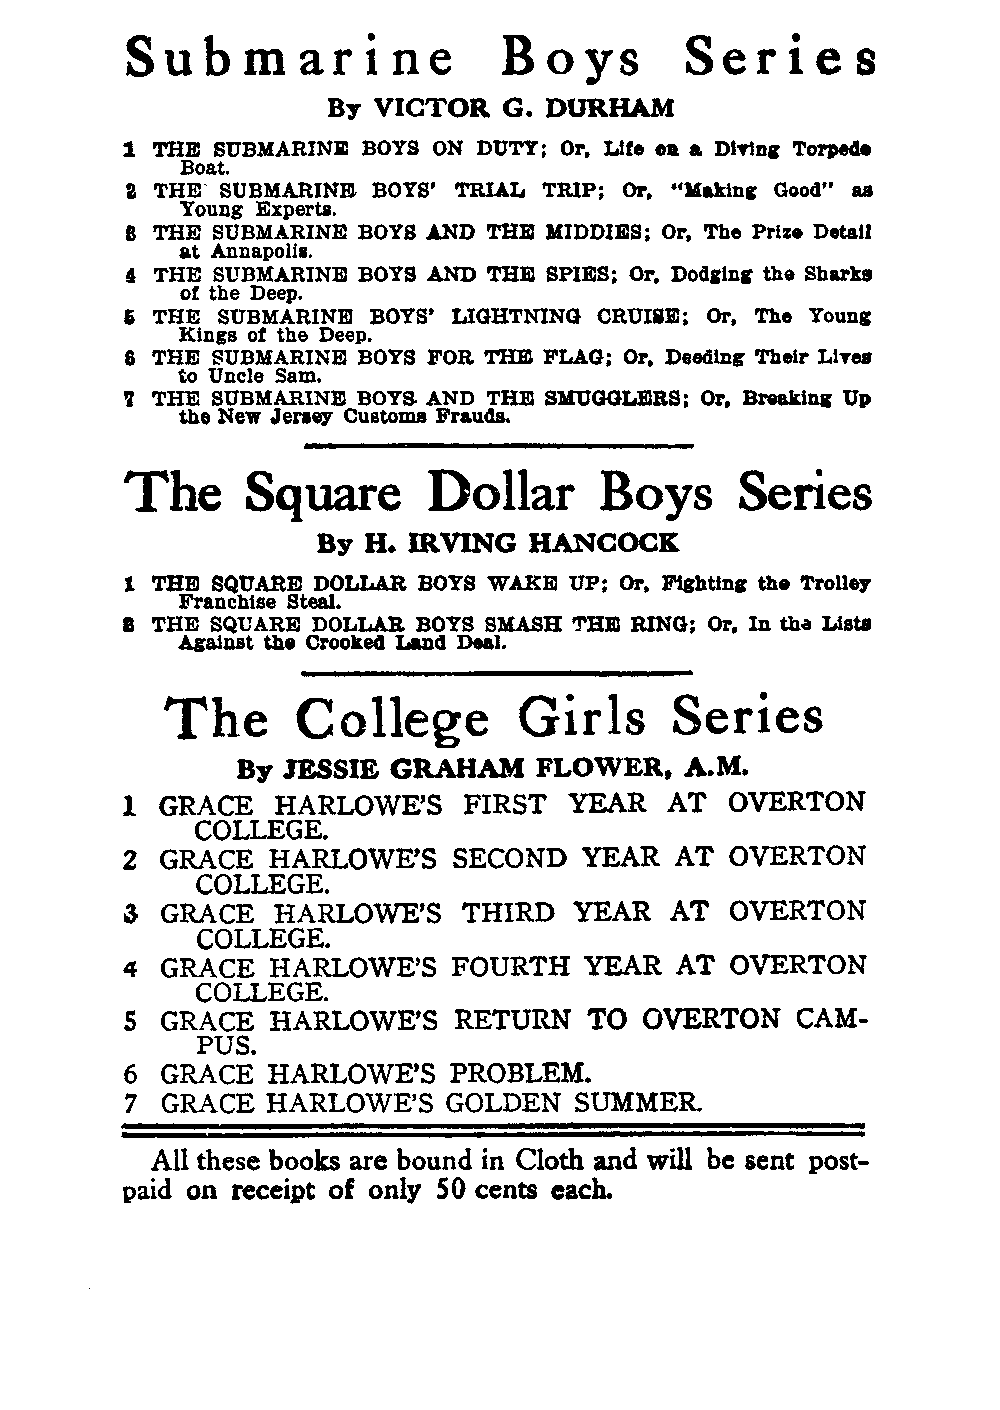 Submarine Boys Series
By VICTOR G. DURHAM
1 THE SUBMARINE BOYS ON DUTY; Or, Life on a Diving Torpedo
Boat.
2 THE SUBMARINE BOYS' TRIAL TRIP; Or, "Making Good" as
Young Experts.
3 THE SUBMARINE BOYS AND THE MIDDIES; Or, The Prize Detail
at Annapolis.
4 THE SUBMARINE BOYS AND THE SPIES; Or, Dodging the Sharks
of the Deep.
5 THE SUBMARINE BOYS' LIGHTNING CRUISE; Or, The Young
Kings of the Deep.
6 THE SUBMARINE BOYS FOR THE FLAG; Or, Deeding Their Lives
to Uncle Sam.
7 THE SUBMARINE BOYS AND THE SMUGGLERS; Or, Breaking Up
the New Jersey Customs Frauds.
The Square Dollar Boys Series
By H. IRVING HANCOCK
1 THE SQUARE DOLLAR BOYS WAKE UP; Or, Fighting the Trolley
Franchise Steal.
2 THE SQUARE DOLLAR BOYS SMASH THE RING; Or, In the Lists
Against the Crooked Land Deal.
The College Girls Series
By JESSIE GRAHAM FLOWER, A.M.
1 GRACE HARLOWE'S FIRST YEAR AT OVERTON
COLLEGE.
2 GRACE HARLOWE'S SECOND YEAR AT OVERTON
COLLEGE.
3 GRACE HARLOWE'S THIRD YEAR AT OVERTON
COLLEGE.
4 GRACE HARLOWE'S FOURTH YEAR AT OVERTON
COLLEGE.
5 GRACE HARLOWE'S RETURN TO OVERTON CAM-
PUS.
6 GRACE HARLOWE'S PROBLEM.
7 GRACE HARLOWE'S GOLDEN SUMMER.
All these books are bound in Cloth and will be sent post-
paid on receipt of only 50 cents each.